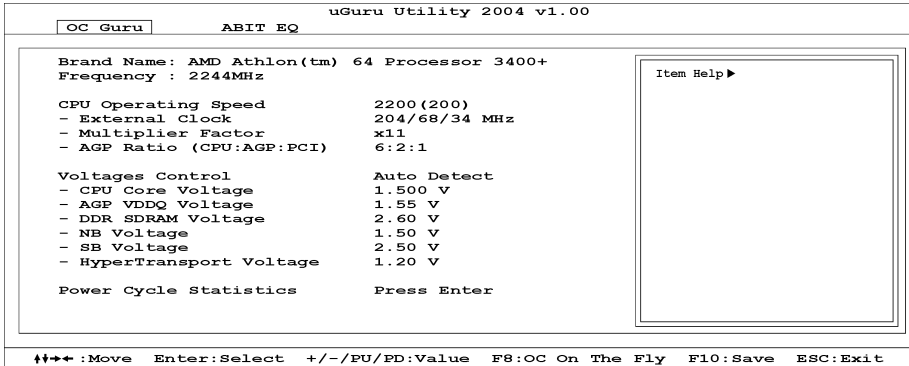 uGuru Utility 2004 v1.00
OC Guru ABIT EQ
Brand Name: AMD Athlon(tm) 64 Processor 3400+
Frequency : 2244MHz
Item Help▶
CPU Operating Speed 2200(200)
- External Clock 204/68/34 MHz
- Multiplier Factor x11
- AGP Ratio (CPU:AGP:PCI) 6:2:1
Voltages Control Auto Detect
- CPU Core Voltage 1.500 V
- AGP VDDQ Voltage 1.55 V
- DDR SDRAM Voltage 2.60 V
- NB Voltage 1.50 V
- SB Voltage 2.50 V
- HyperTransport Voltage 1.20 V
Power Cycle Statistics Press Enter
↑↓→←:Move Enter:Select +/-/PU/PD:Value F8:OC On The Fly F10:Save ESC:Exit